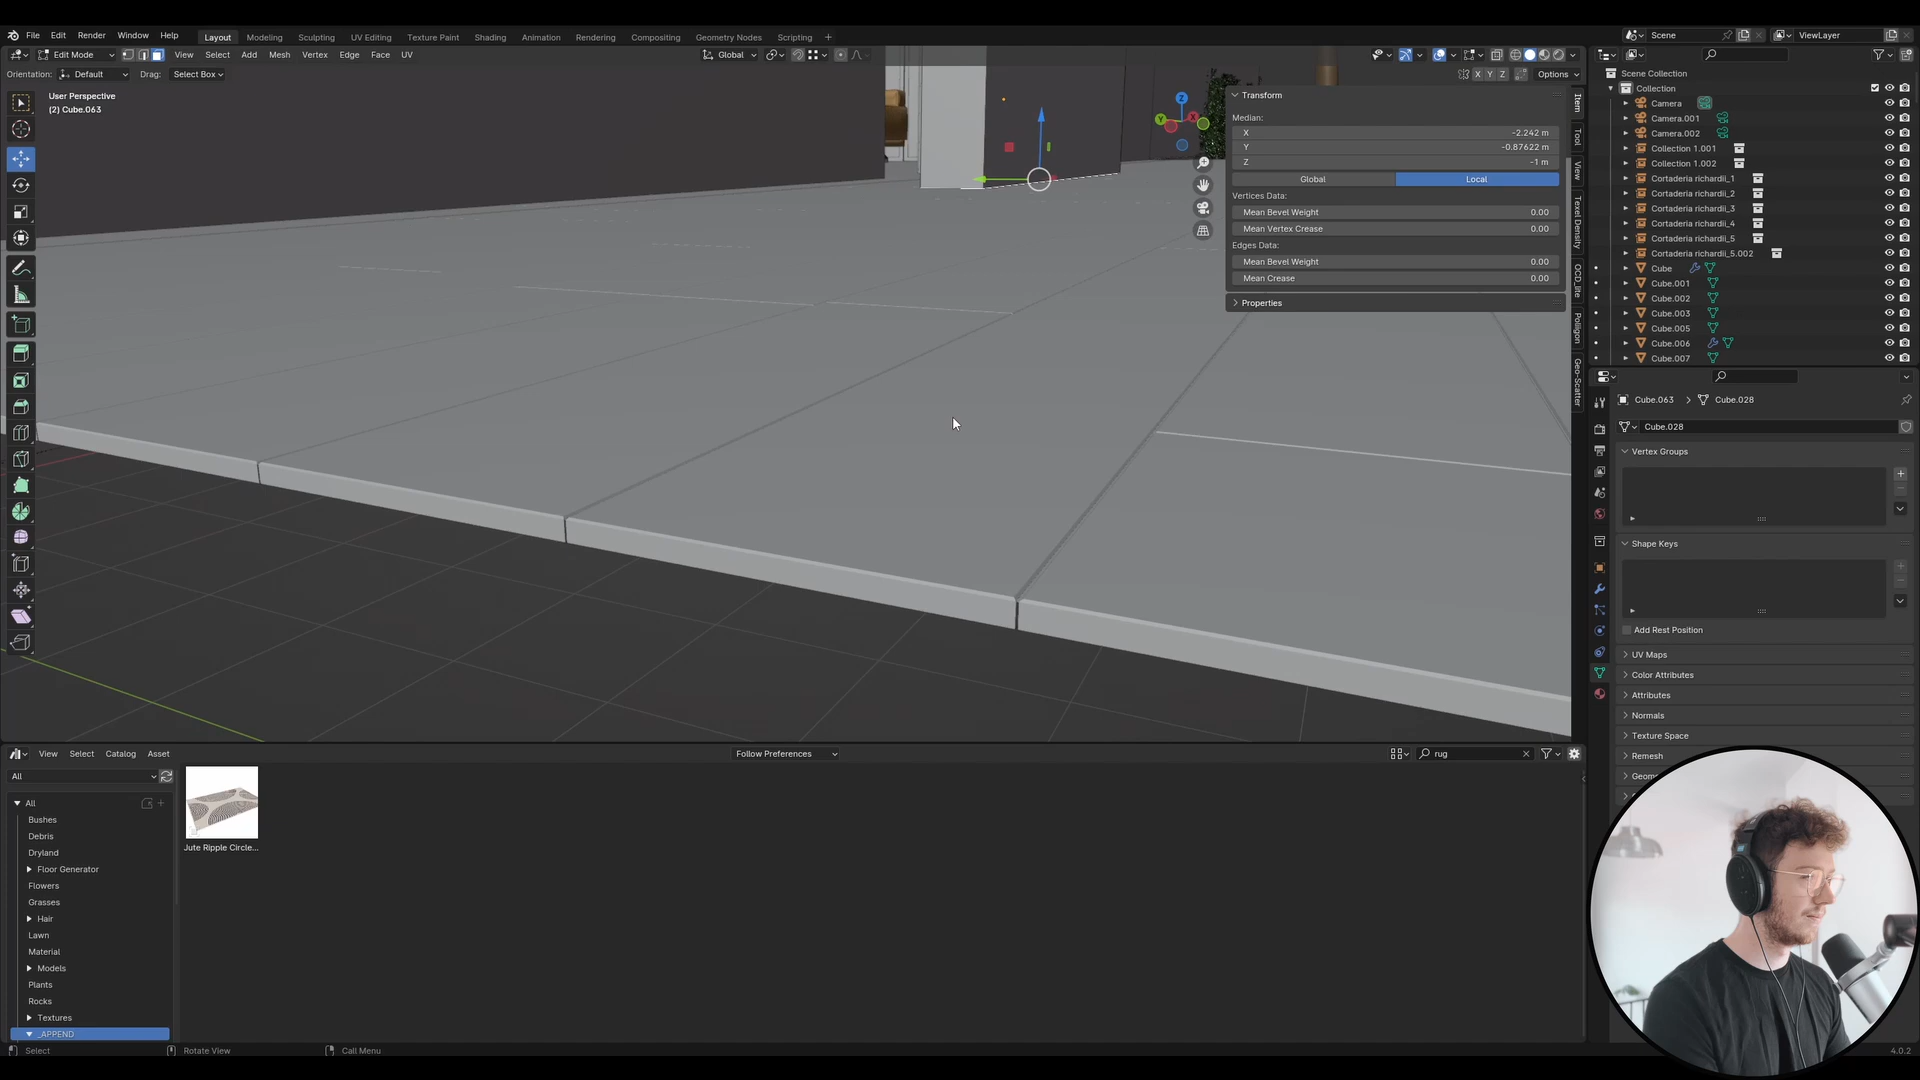 File Edit Render Window Help Layout Modeling Sculpting UV Editing Texture Paint Shading Animation Rendering Compositing Geometry Nodes Scripting + Scene ViewLayer
Edit Mode View Select Add Mesh Vertex Edge Face UV Global
Orientation: Default Drag: Select Box X Y Z Options
User Perspective
(2) Cube.063
Z
Y
X
Transform
Median:
X -2.242 m
Y -0.87622 m
Z -1 m
Global Local
Vertices Data:
Mean Bevel Weight 0.00
Mean Vertex Crease 0.00
Edges Data:
Mean Bevel Weight 0.00
Mean Crease 0.00
Properties
Item
Tool
View
Texel Density
OCD_lite
Poliigon
Geo-Scatter
Scene Collection
Collection
Camera
Camera.001
Camera.002
Collection 1.001
Collection 1.002
Cortaderia richardii_1
Cortaderia richardii_2
Cortaderia richardii_3
Cortaderia richardii_4
Cortaderia richardii_5
Cortaderia richardii_5.002
Cube
Cube.001
Cube.002
Cube.003
Cube.005
Cube.006
Cube.007
Cube.063 Cube.028
Cube.028
Vertex Groups
Shape Keys
Add Rest Position
UV Maps
Color Attributes
Attributes
Normals
Texture Space
Remesh
Geom
View Select Catalog Asset Follow Preferences rug
All
All
Bushes
Debris
Dryland
Floor Generator
Flowers
Grasses
Hair
Lawn
Material
Models
Plants
Rocks
Textures
_APPEND
Jute Ripple Circle...
Select Rotate View Call Menu 4.0.2